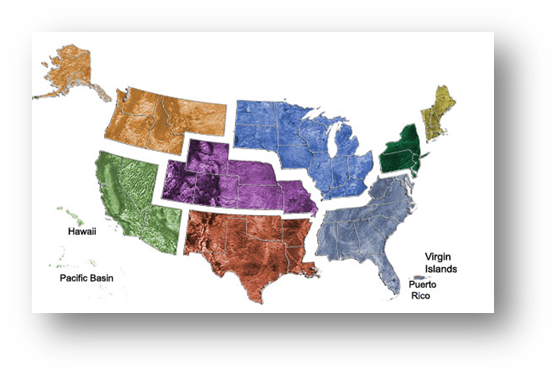 Hawaii
Pacific Basin
Virgin
Islands
Puerto
Rico